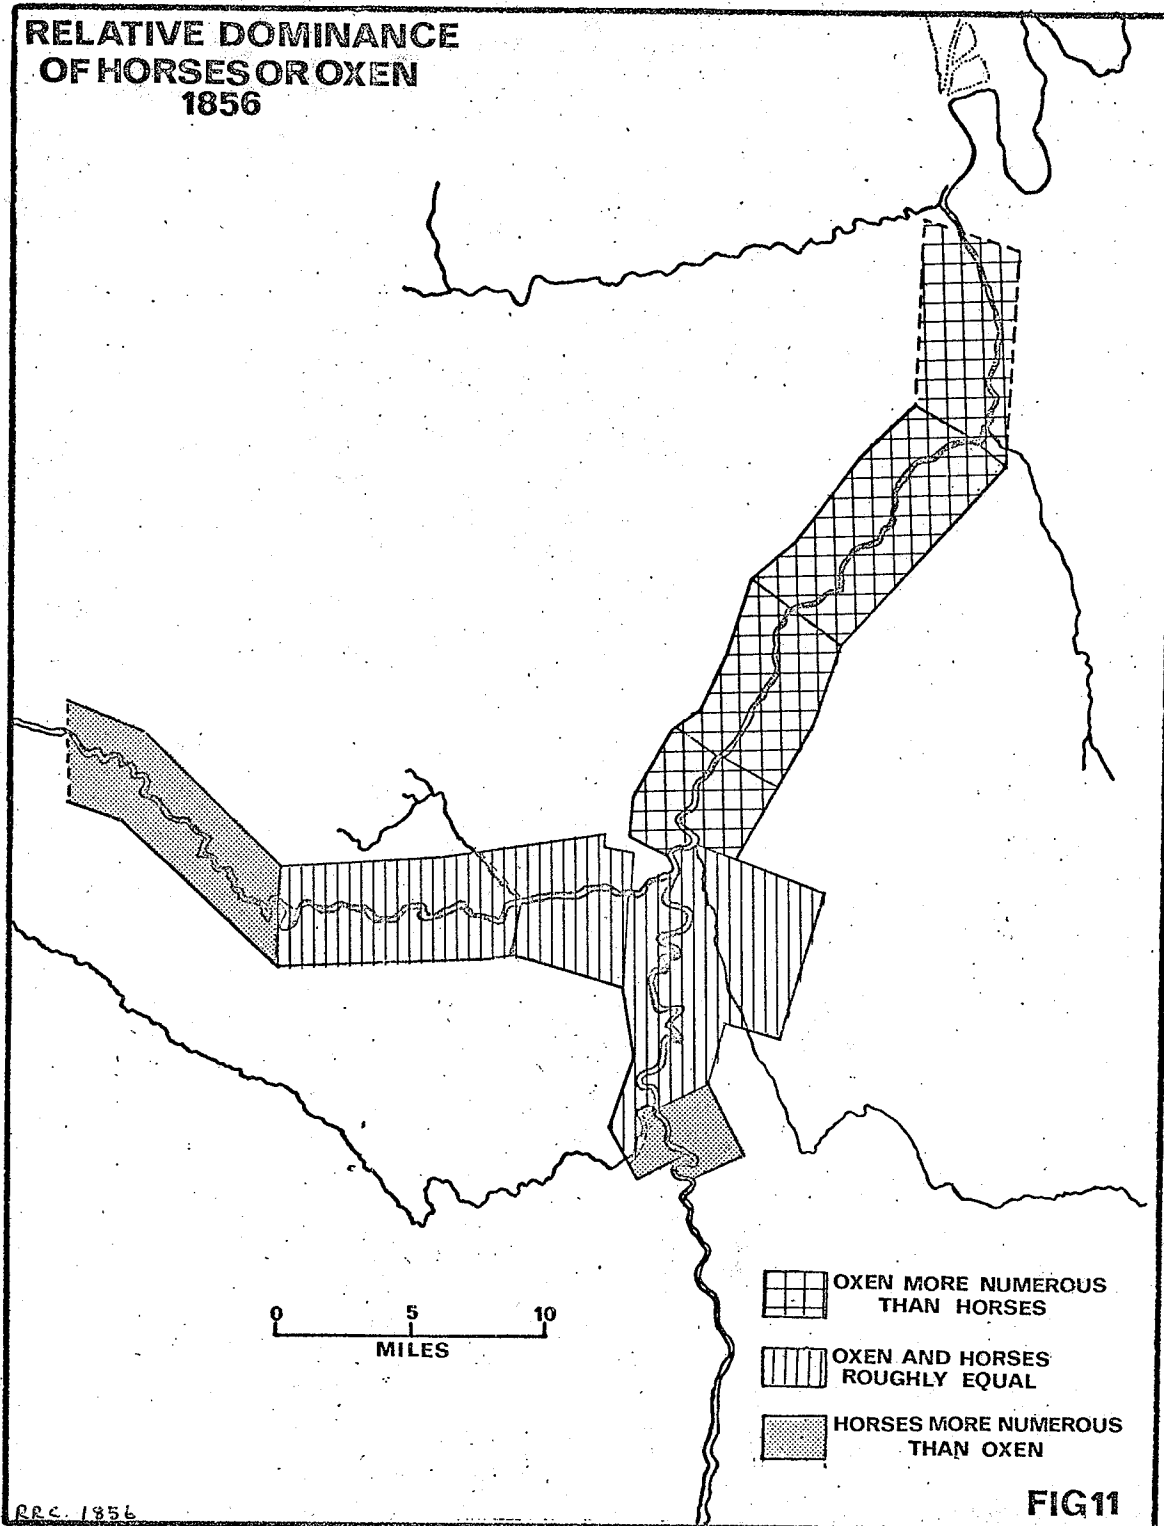 RELATIVE DOMINANCE
OF HORSES OR OXEN
1856
0 5 10
MILES
OXEN MORE NUMEROUS
THAN HORSES
OXEN AND HORSES
ROUGHLY EQUAL
HORSES MORE NUMEROUS
THAN OXEN
RRC. 1856
FIG 11